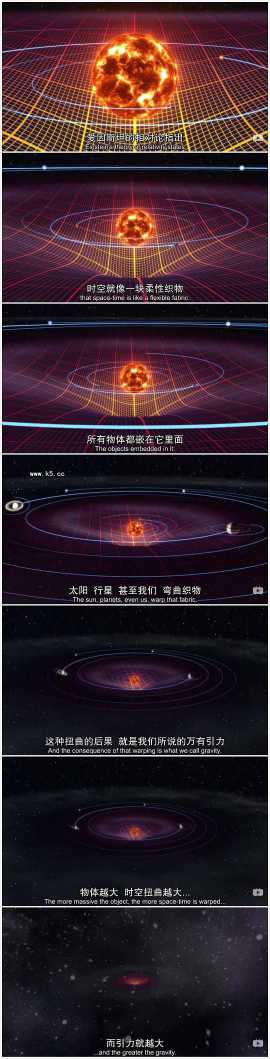 爱因斯坦的相对论指出
Einstein's theory of relativity states
时空就像一块柔性织物
that space-time is like a flexible fabric.
所有物体都嵌在它里面
The objects embedded in it:
www.k5.cc
太阳 行星 甚至我们 弯曲织物
The sun, planets, even us, warp that fabric.
这种扭曲的后果 就是我们所说的万有引力
And the consequence of that warping is what we call gravity.
物体越大 时空扭曲越大...
The more massive the object, the more space-time is warped...
而引力就越大
...and the greater the gravity.